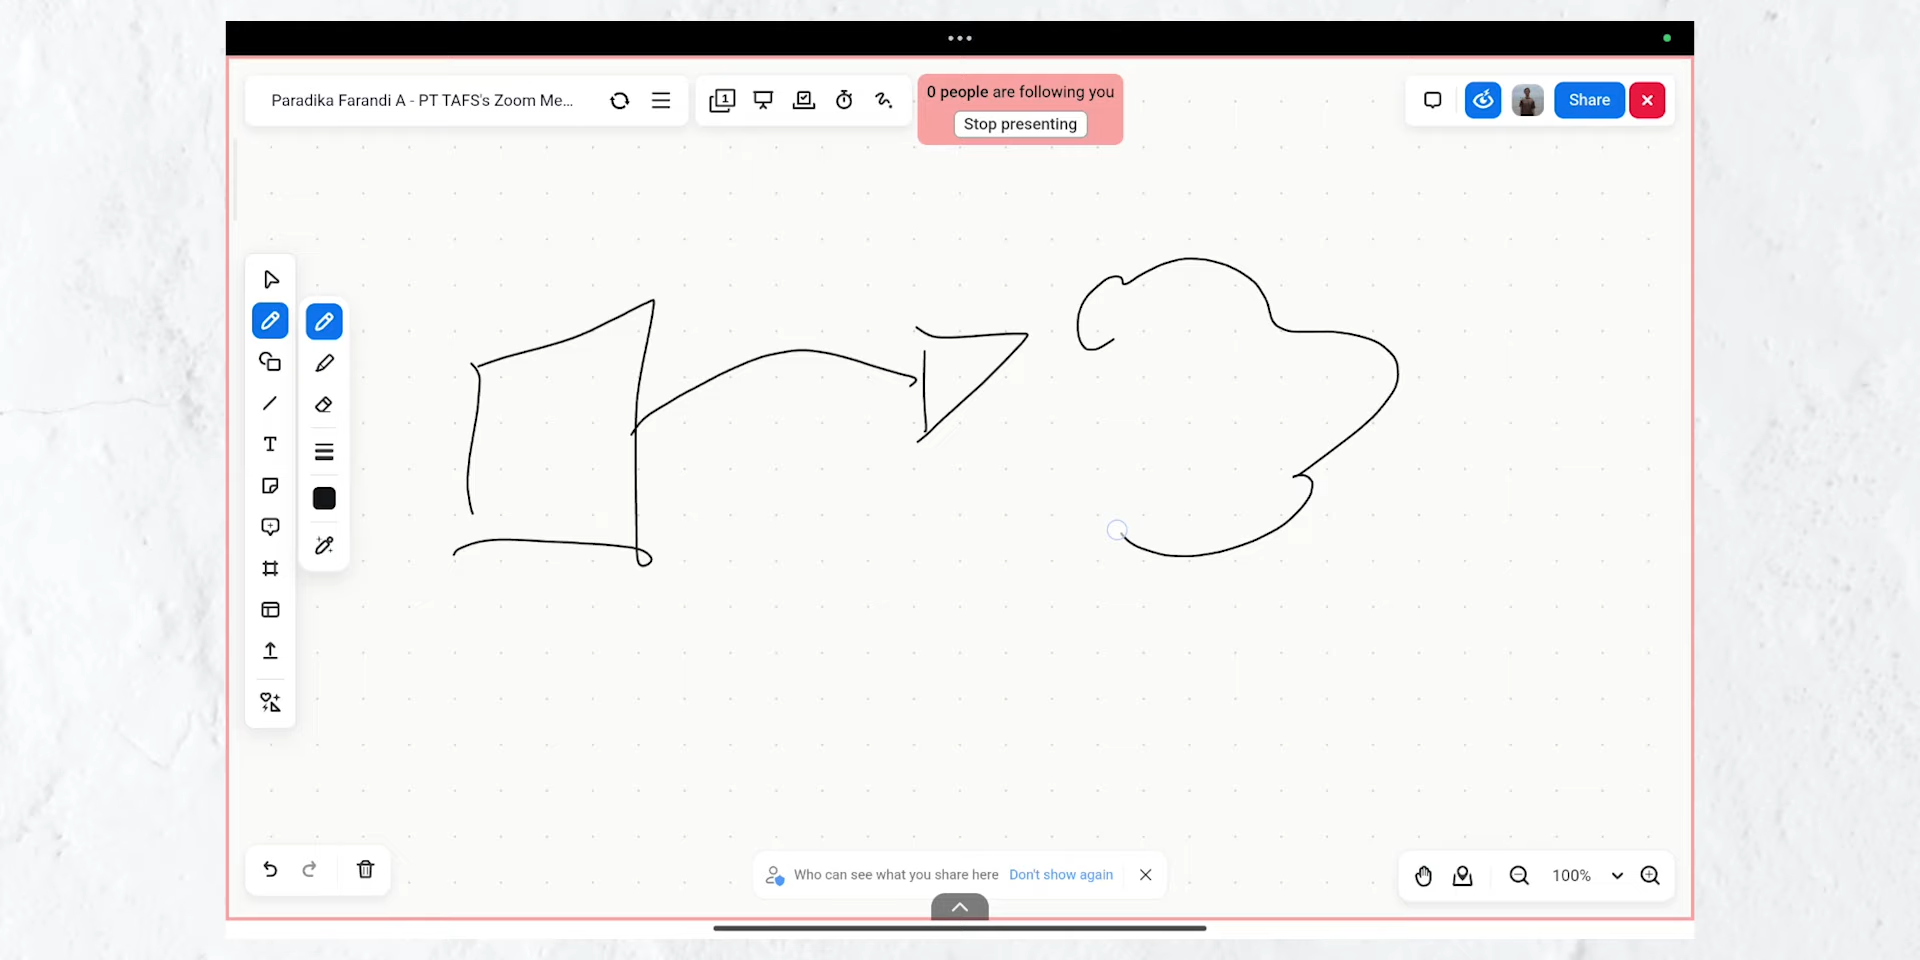 Paradika Farandi A - PT TAFS's Zoom Me...
1
0 people are following you
Stop presenting
Share
T
Who can see what you share here Don't show again
100%